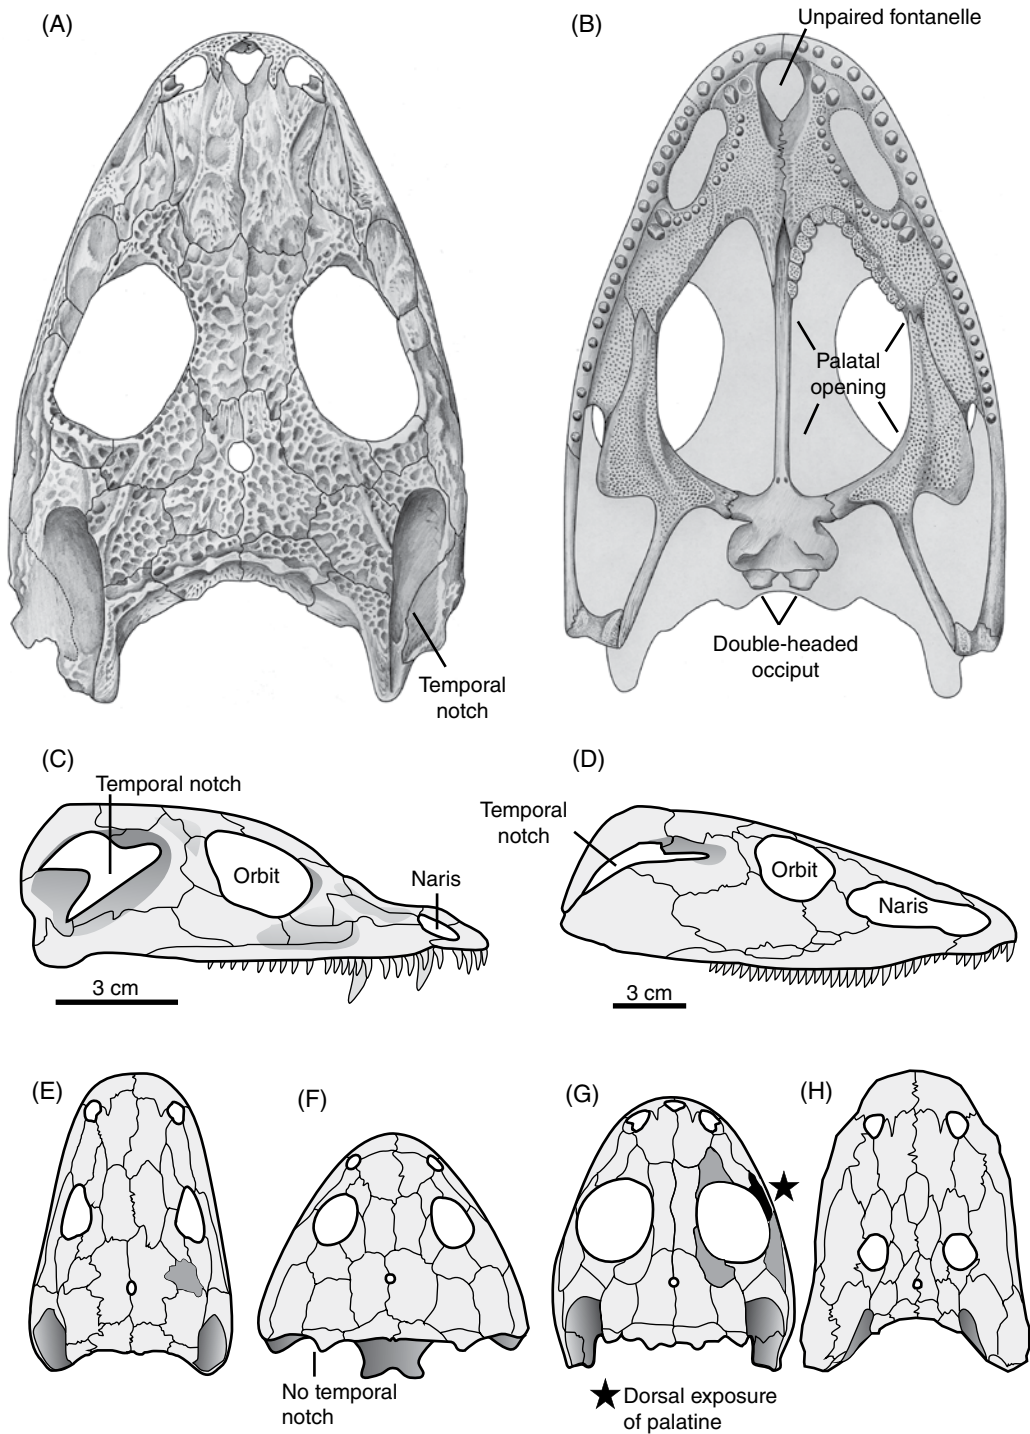 (A)
(B)
Unpaired fontanelle
Palatal
opening
Double-headed
occiput
Temporal
notch
(C)
Temporal notch
Orbit
Naris
3 cm
(D)
Temporal
notch
Orbit
Naris
3 cm
(E)
(F)
No temporal
notch
(G)
(H)
Dorsal exposure
of palatine